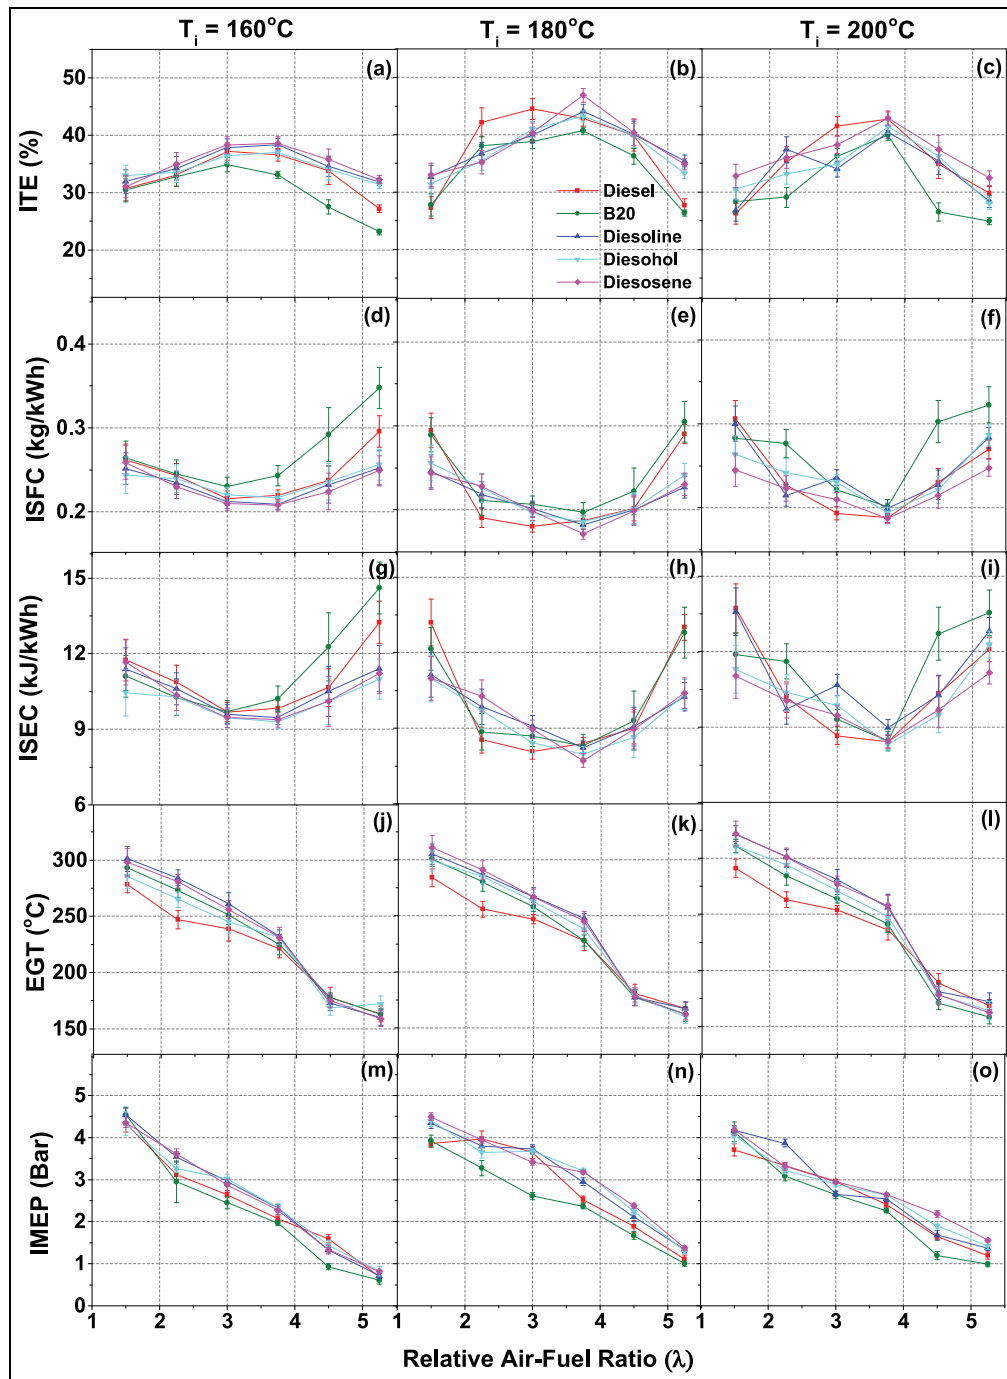 T i = 160°C T i = 180°C T i = 200°C
(a) (b) (c)
50
40
30
20
ITE (%)
Diesel
B20
Diesoline
Diesohol
Diesosene
(d) (e) (f)
0.4
0.3
0.2
ISFC (kg/kWh)
(g) (h) (i)
15
12
9
6
ISEC (kJ/kWh)
(j) (k) (l)
300
250
200
150
EGT (°C)
(m) (n) (o)
5
4
3
2
1
0
IMEP (Bar)
1 2 3 4 5 1 2 3 4 5 1 2 3 4 5
Relative Air-Fuel Ratio (λ)